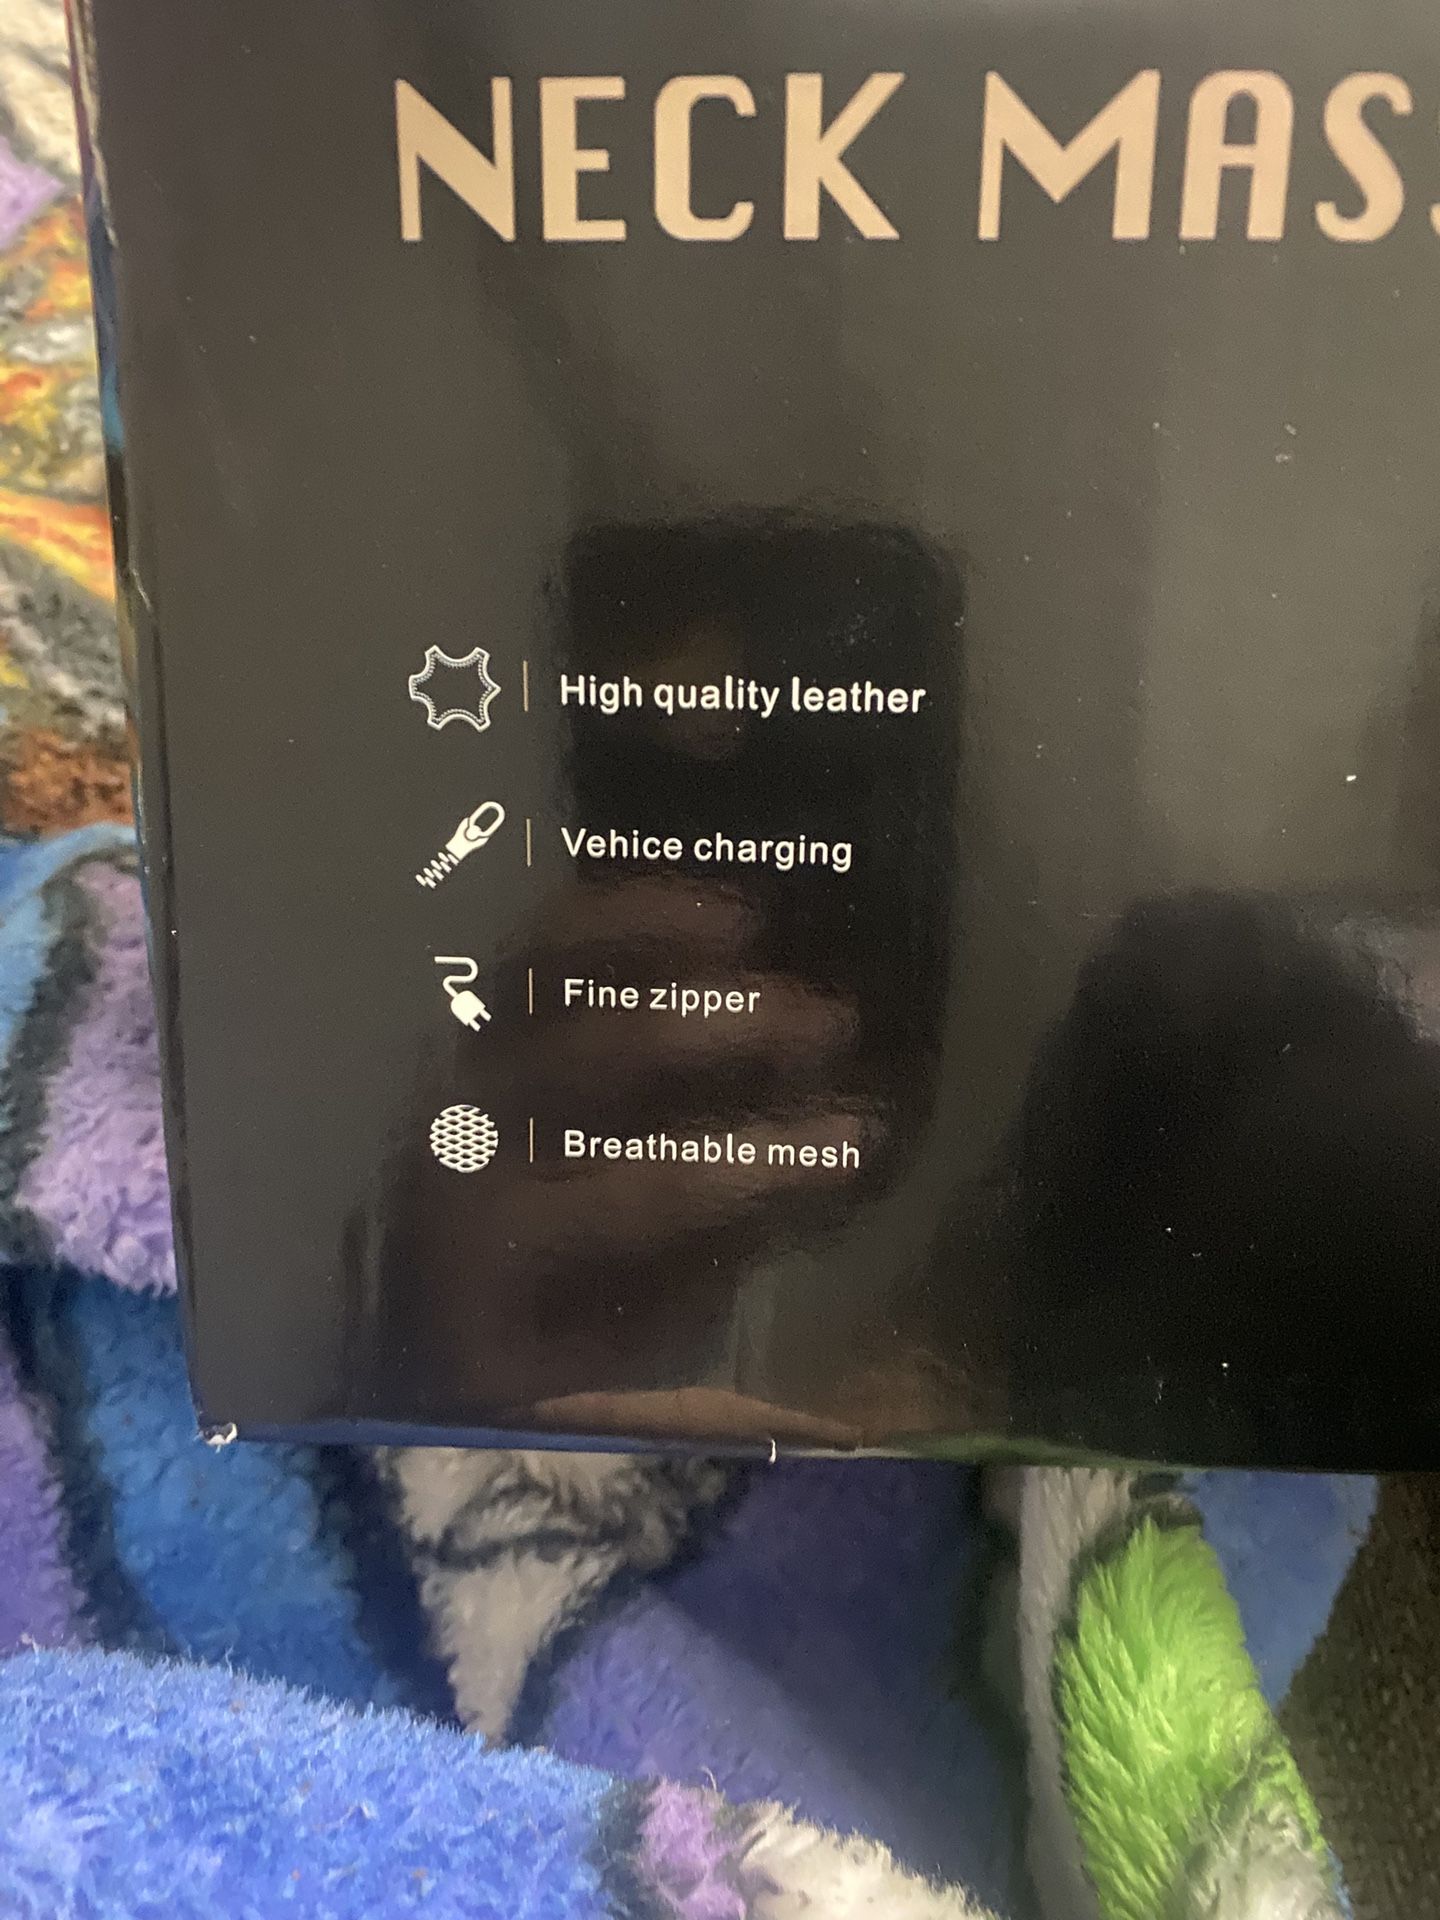 NECK MAS
High quality leather
Vehice charging
Fine zipper
Breathable mesh